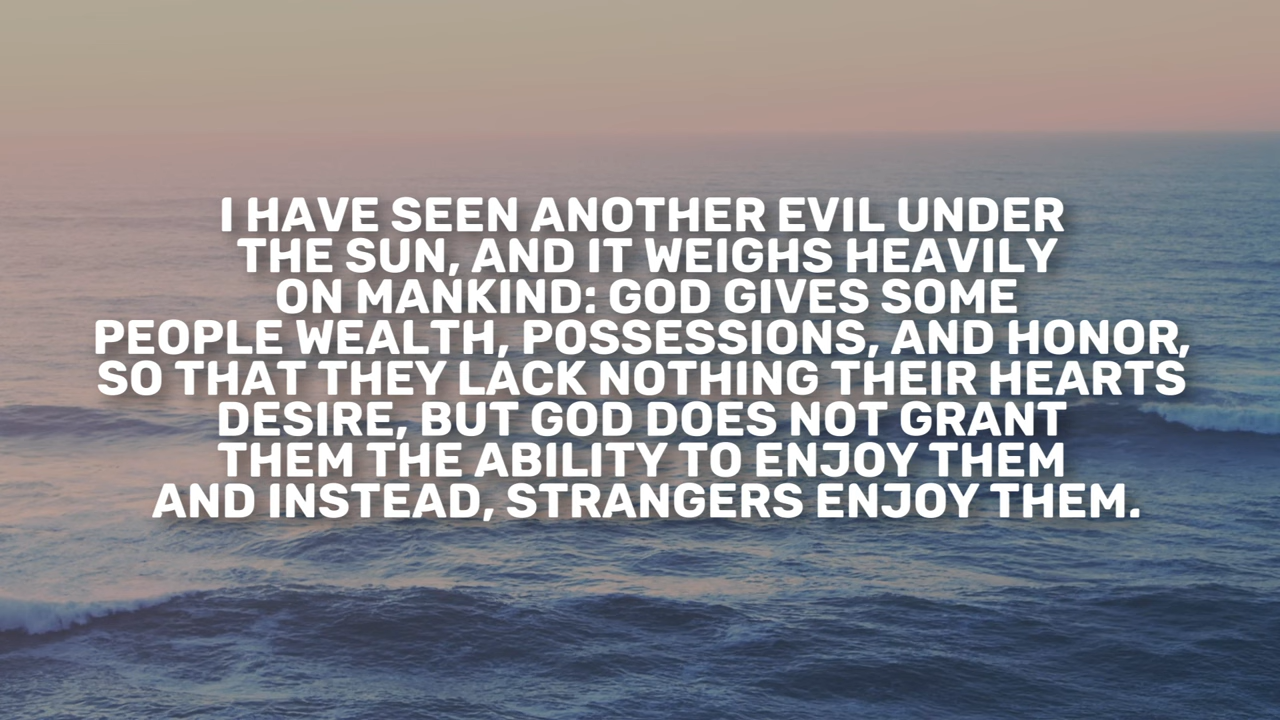 I HAVE SEEN ANOTHER EVIL UNDER
THE SUN, AND IT WEIGHS HEAVILY
ON MANKIND: GOD GIVES SOME
PEOPLE WEALTH, POSSESSIONS, AND HONOR,
SO THAT THEY LACK NOTHING THEIR HEARTS
DESIRE, BUT GOD DOES NOT GRANT
THEM THE ABILITY TO ENJOY THEM
AND INSTEAD, STRANGERS ENJOY THEM.